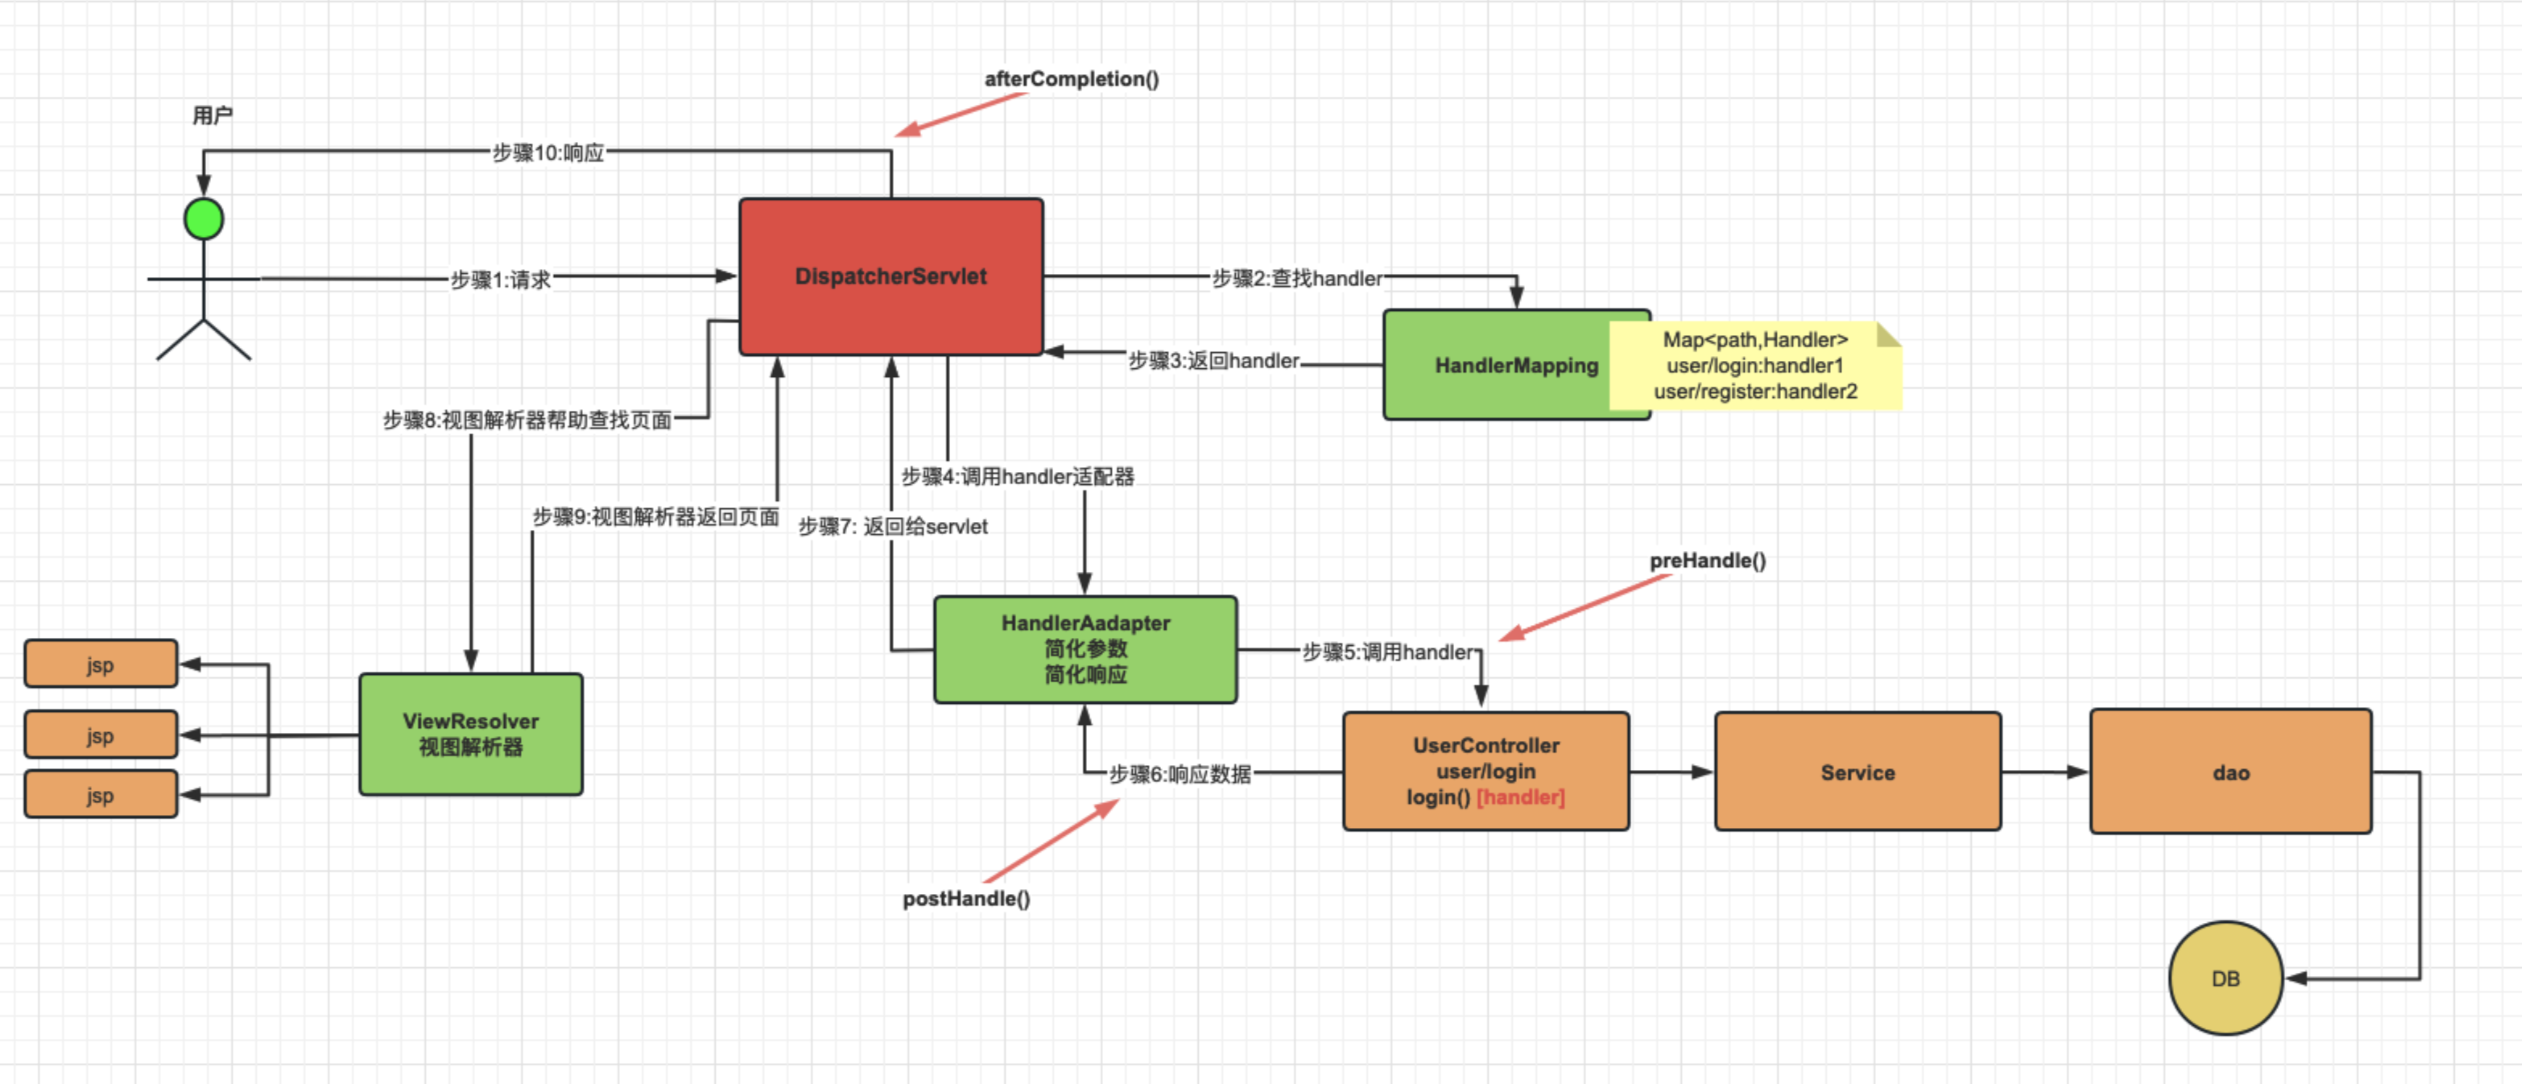 afterCompletion()
用户
步骤10:响应
步骤1:请求
DispatcherServlet
步骤2:查找handler
步骤3:返回handler
HandlerMapping
Map<path,Handler>
user/login:handler1
user/register:handler2
步骤8:视图解析器帮助查找页面
步骤4:调用handler适配器
步骤9:视图解析器返回页面
步骤7: 返回给servlet
preHandle()
HandlerAadapter
简化参数
简化响应
步骤5:调用handler
jsp
jsp
jsp
ViewResolver
视图解析器
步骤6:响应数据
UserController
user/login
login() [handler]
Service
dao
postHandle()
DB